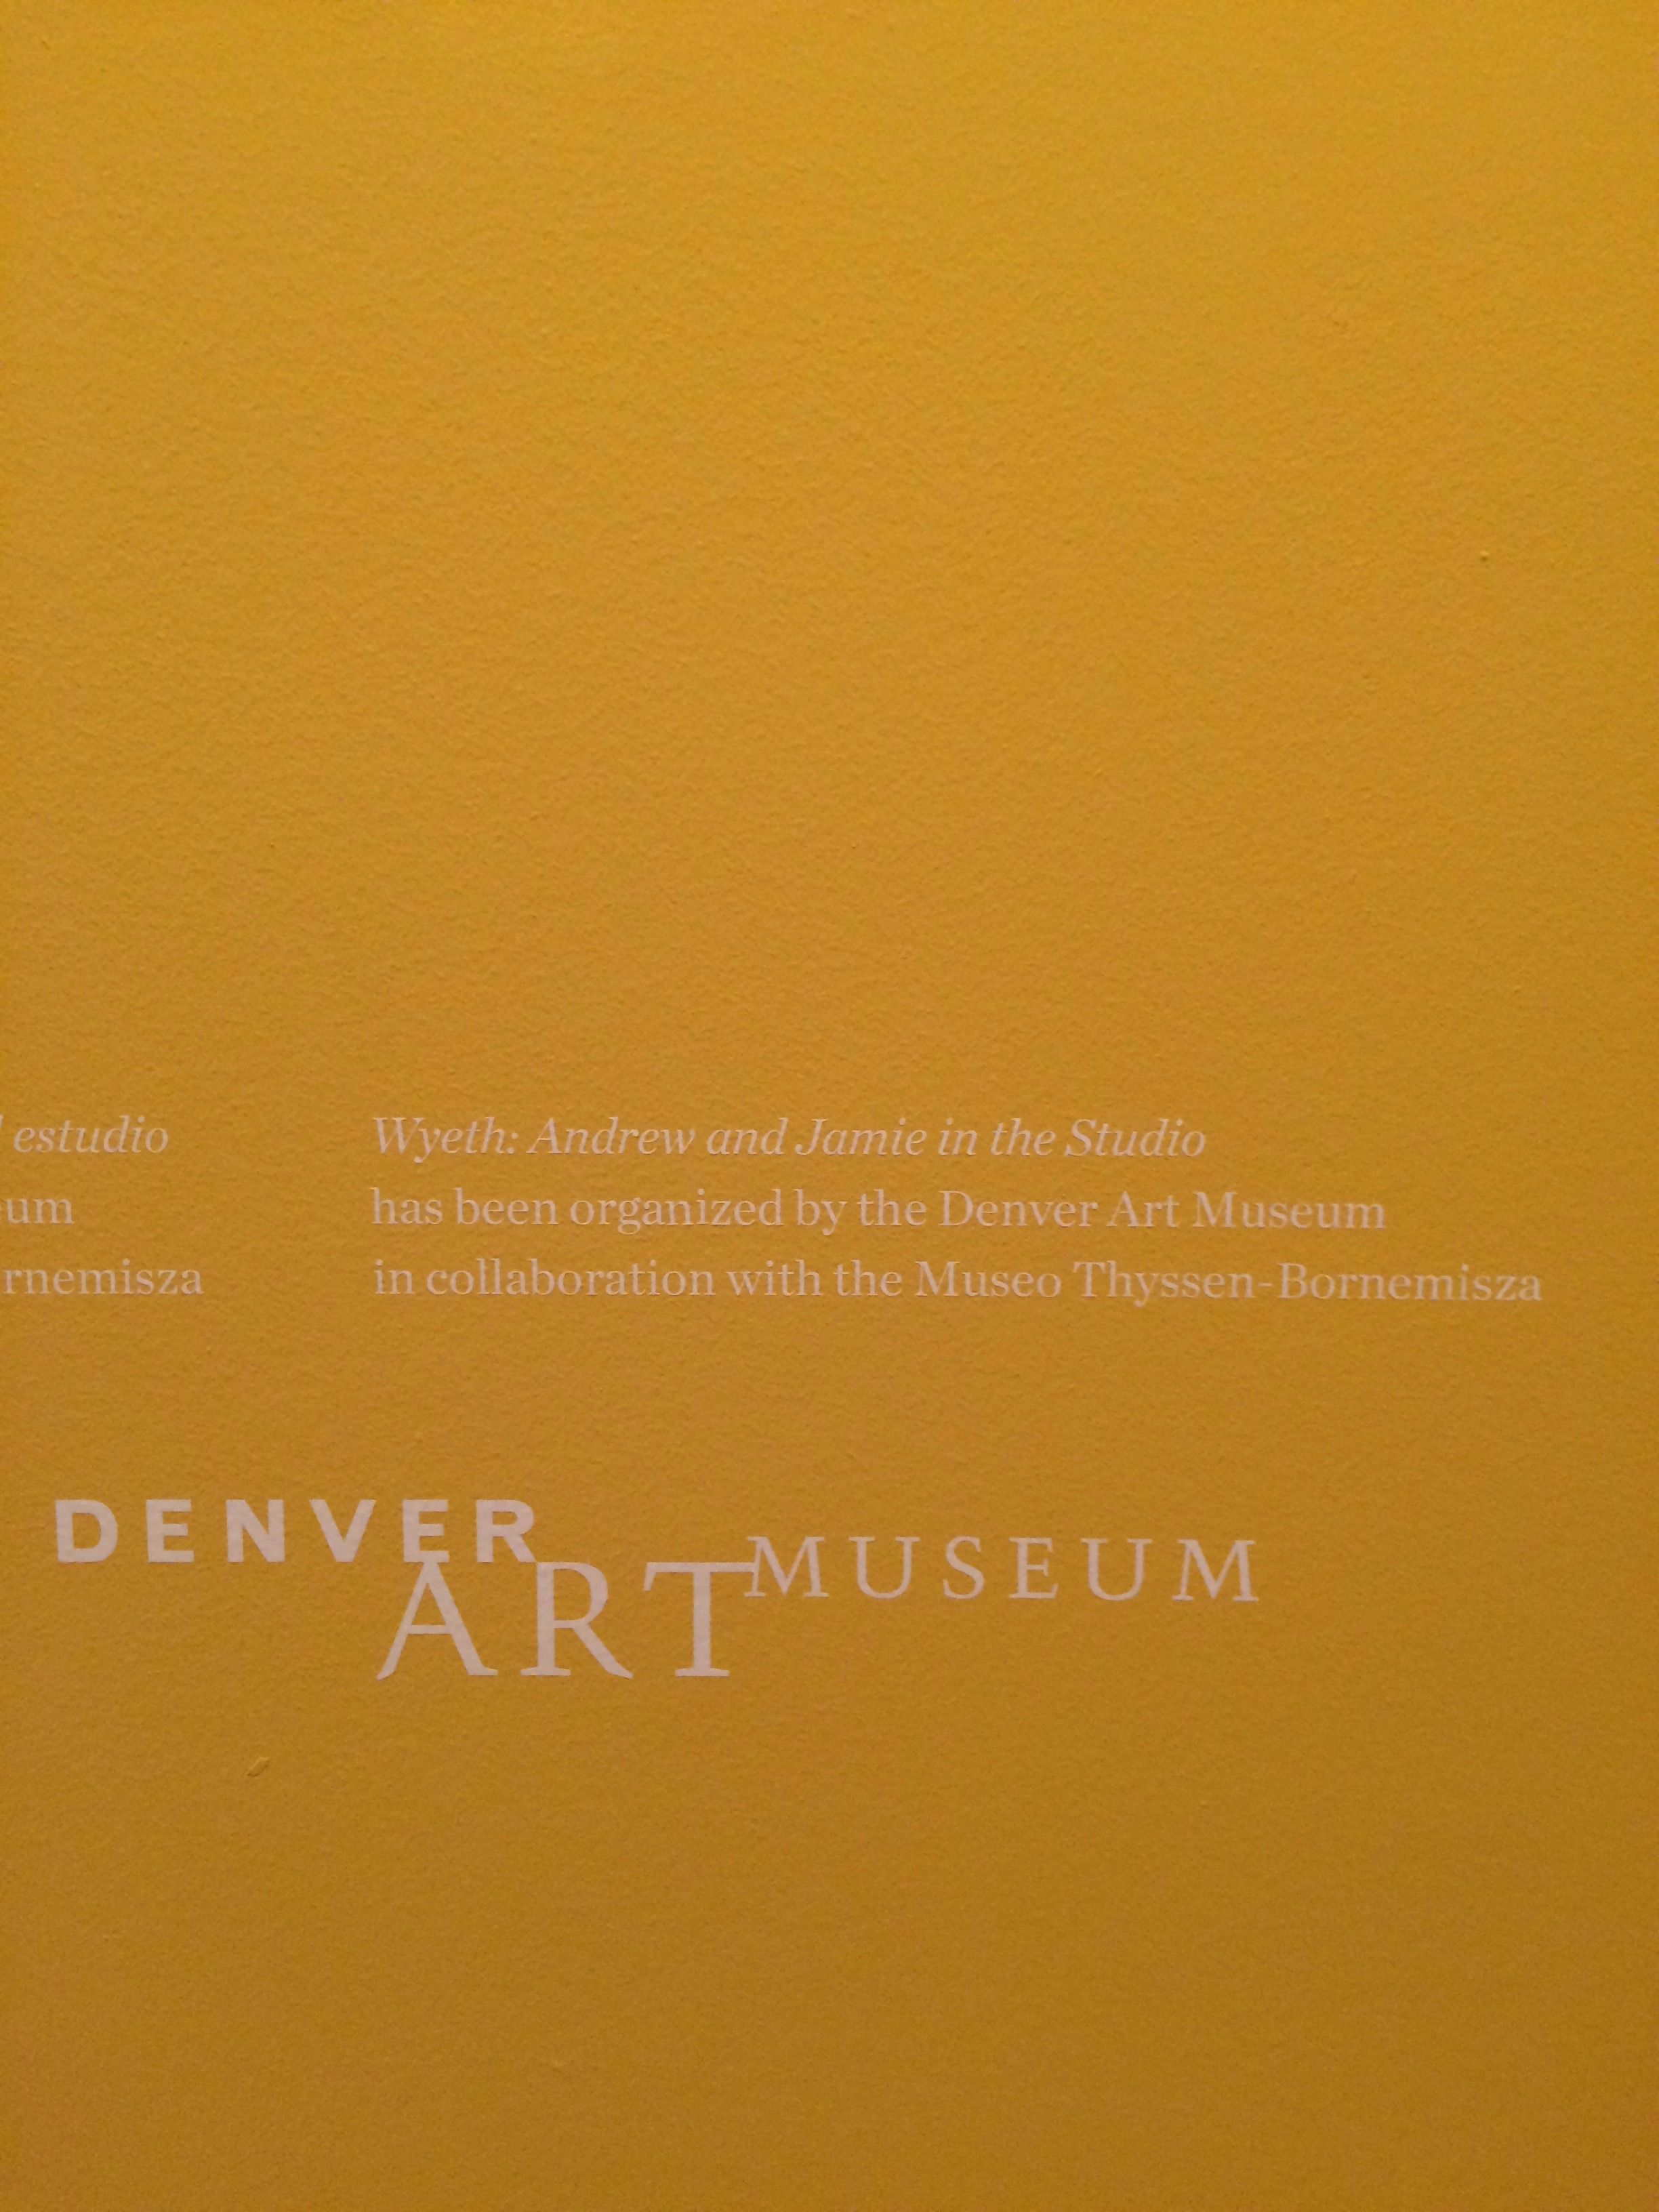 estudio
Wyeth: Andrew and Jamie in the Studio
has been organized by the Denver Art Museum
rnemisza
in collaboration with the Museo Thyssen-Bornemisza
DENVER
ART MUSEUM